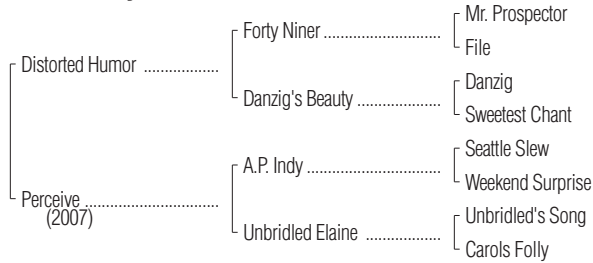 Mr. Prospector
Forty Niner ........................
File
Distorted Humor ..................
Danzig
Danzig's Beauty .....................
Sweetest Chant
Seattle Slew
A.P. Indy ................................
Weekend Surprise
Perceive ................................
(2007)
Unbridled's Song
Unbridled Elaine ..................
Carols Folly